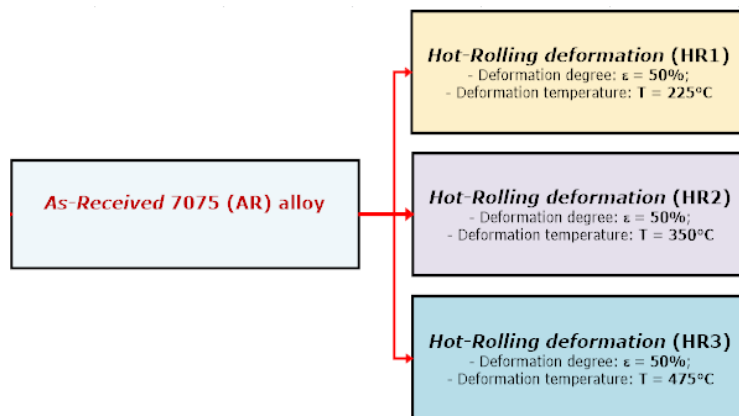 Hot-Rolling deformation (HR1)
- Deformation degree: ε = 50%;
- Deformation temperature: T = 225°C
As-Received 7075 (AR) alloy
Hot-Rolling deformation (HR2)
- Deformation degree: ε = 50%;
- Deformation temperature: T = 350°C
Hot-Rolling deformation (HR3)
- Deformation degree: ε = 50%;
- Deformation temperature: T = 475°C